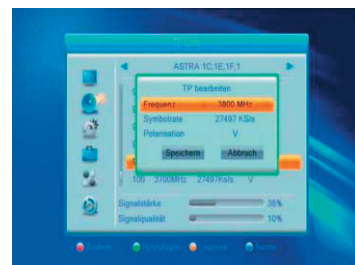 ASTRA 1C,1E,1F,1
TP bearbeiten
Frequenz : 3800 MHz
Symbolrate 27497 KS/s
Polarisation V
Speichern Abbruch
100 3700MHz 27497Ks/s V
Signalstärke 36%
Signalqualität 10%
Ändern Hinzufügen Löschen Suche